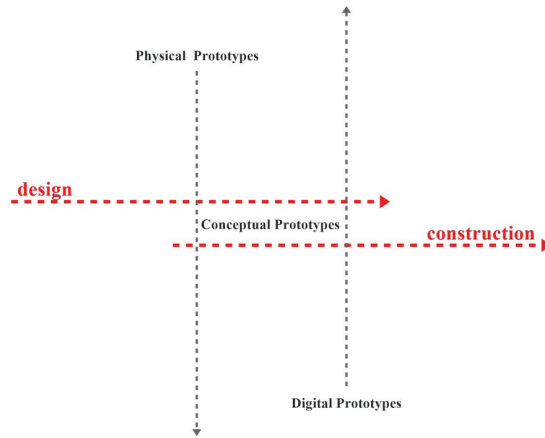 Physical Prototypes
design
Conceptual Prototypes
construction
Digital Prototypes